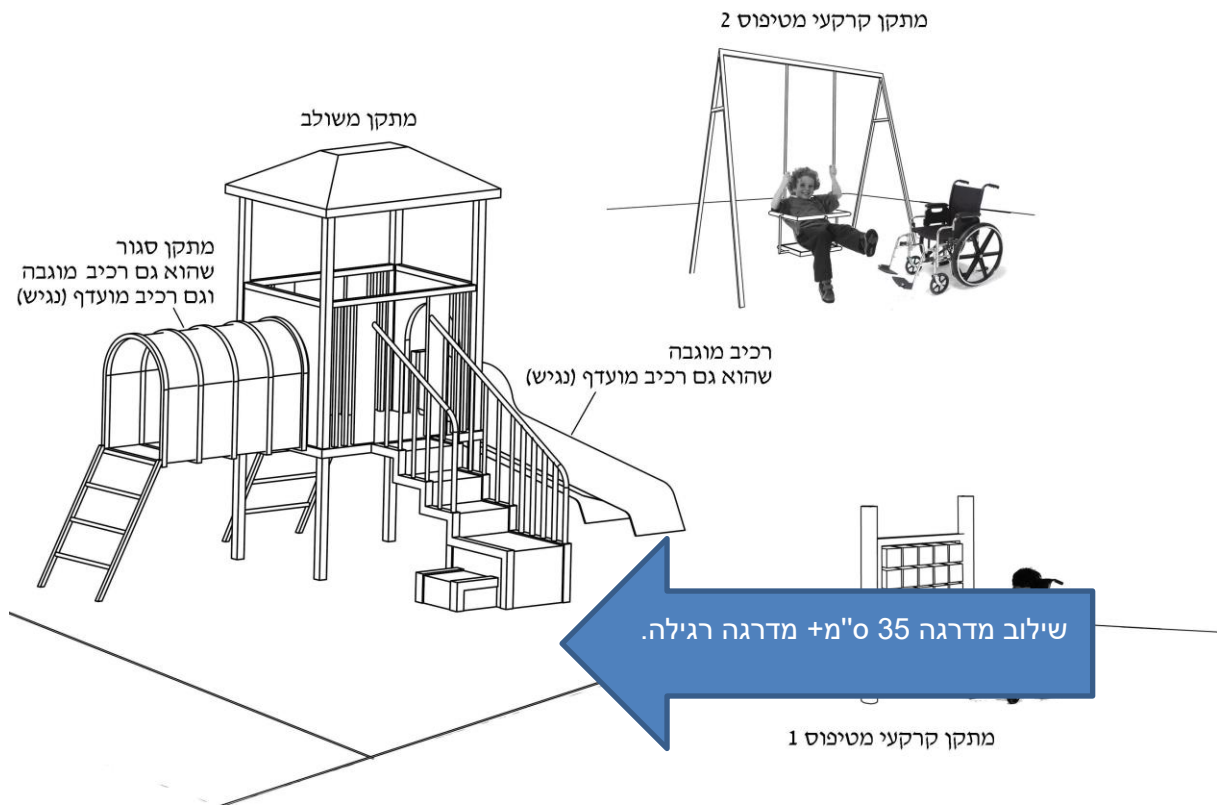 מתקן קרקעי מטיפוס 2
מתקן משולב
מתקן סגור
שהוא גם רכיב מוגבה
וגם רכיב מועדף (נגיש)
רכיב מוגבה
שהוא גם רכיב מועדף (נגיש)
שילוב מדרגה 35 ס''מ+ מדרגה רגילה.
מתקן קרקעי מטיפוס 1